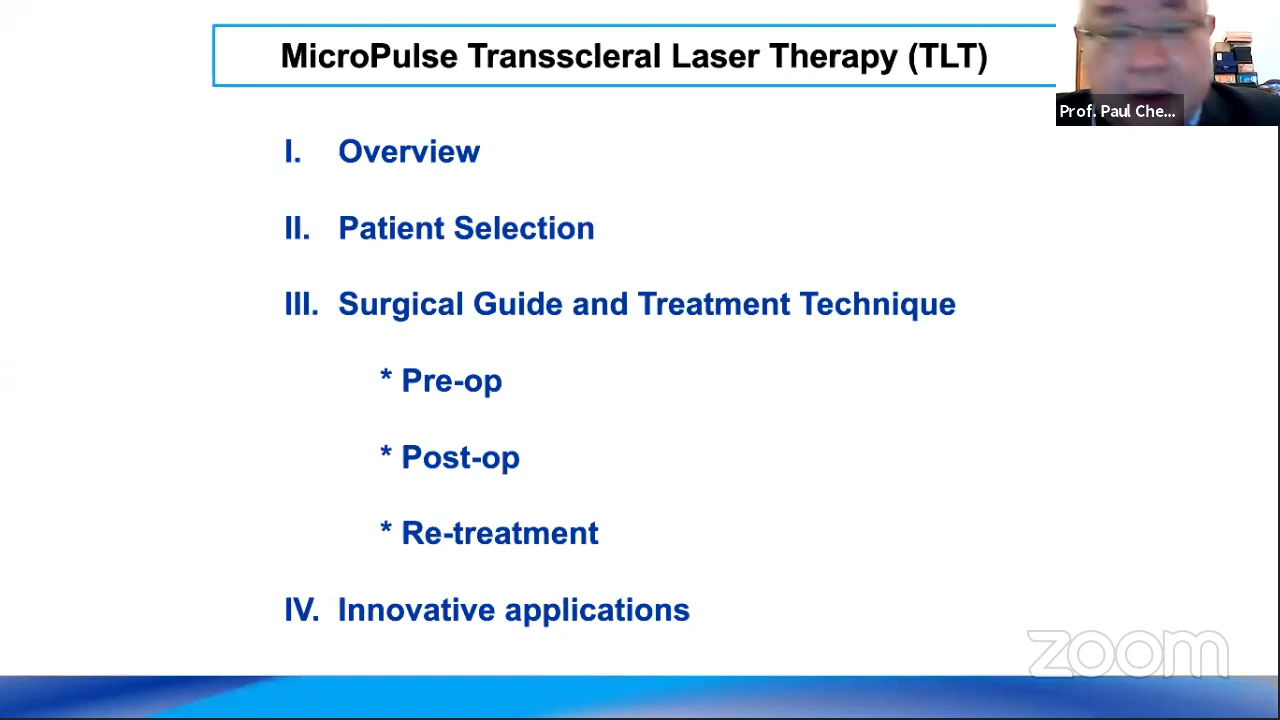 MicroPulse Transscleral Laser Therapy (TLT)
Prof. Paul Che...
I. Overview
II. Patient Selection
III. Surgical Guide and Treatment Technique
* Pre-op
* Post-op
* Re-treatment
IV. Innovative applications
zoom